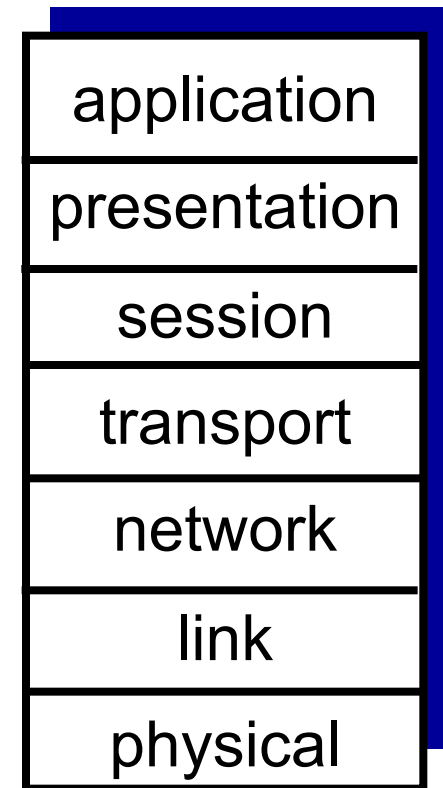 application
presentation
session
transport
network
link
physical